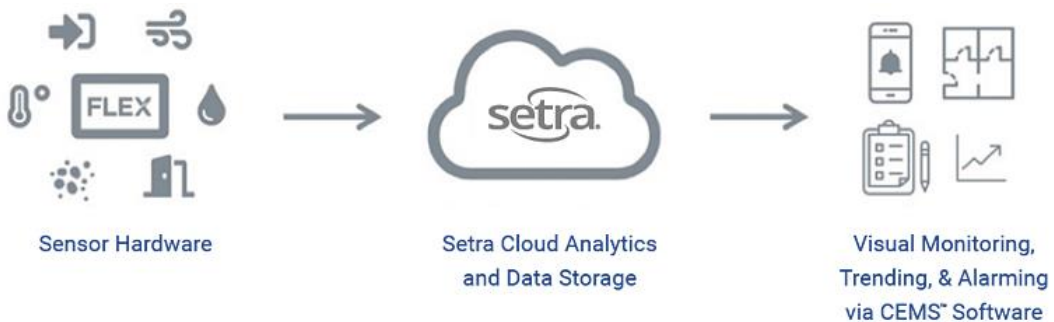 FLEX
setra.
Sensor Hardware
Setra Cloud Analytics
and Data Storage
Visual Monitoring,
Trending, & Alarming
via CEMS™ Software